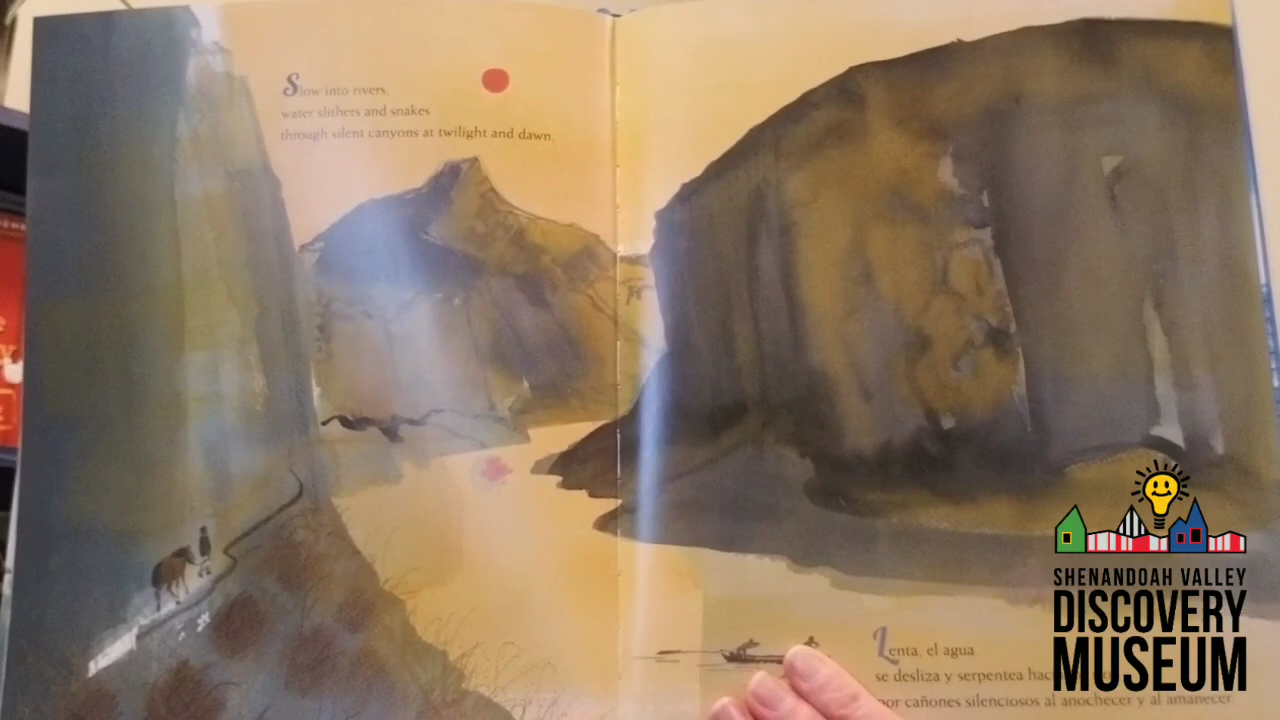 Slow into rivers,
water slithers and snakes
through silent canyons at twilight and dawn.
Lenta, el agua
se desliza y serpentea
por cañones silenciosos al anochecer y al amanecer.
SHENANDOAH VALLEY
DISCOVERY
MUSEUM